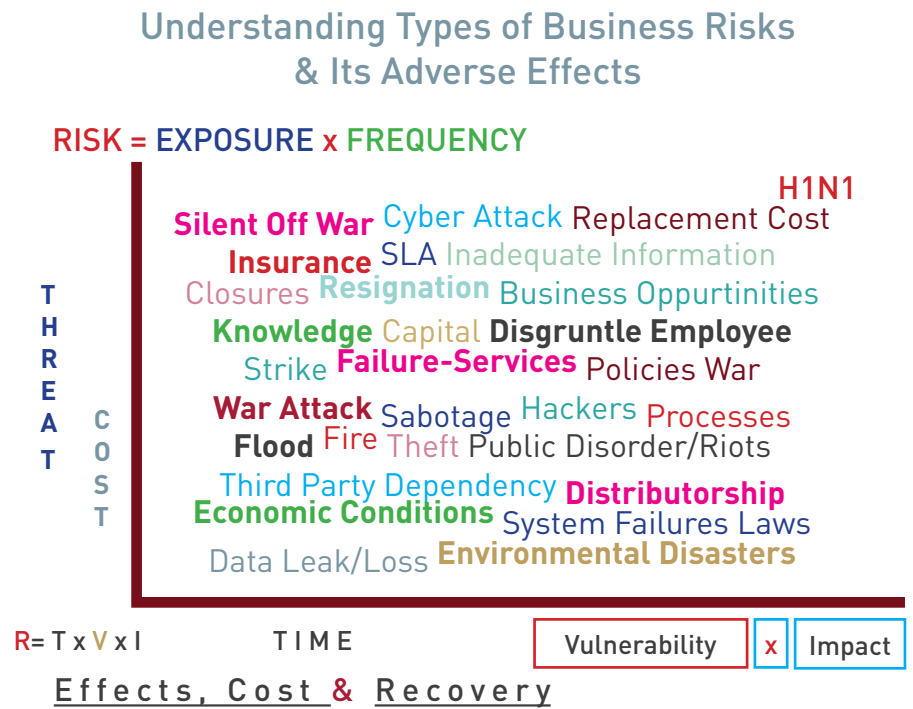 Understanding Types of Business Risks
& Its Adverse Effects
RISK = EXPOSURE x FREQUENCY
H1N1
Silent Off War Cyber Attack Replacement Cost
Insurance SLA Inadequate Information
Closures Resignation Business Oppurtinities
Knowledge Capital Disgruntle Employee
Strike Failure-Services Policies War
War Attack Sabotage Hackers Processes
Flood Fire Theft Public Disorder/Riots
Third Party Dependency Distributorship
Economic Conditions System Failures Laws
Data Leak/Loss Environmental Disasters
THREAT
COST
R= T x V x I TIME Vulnerability x Impact
Effects, Cost & Recovery